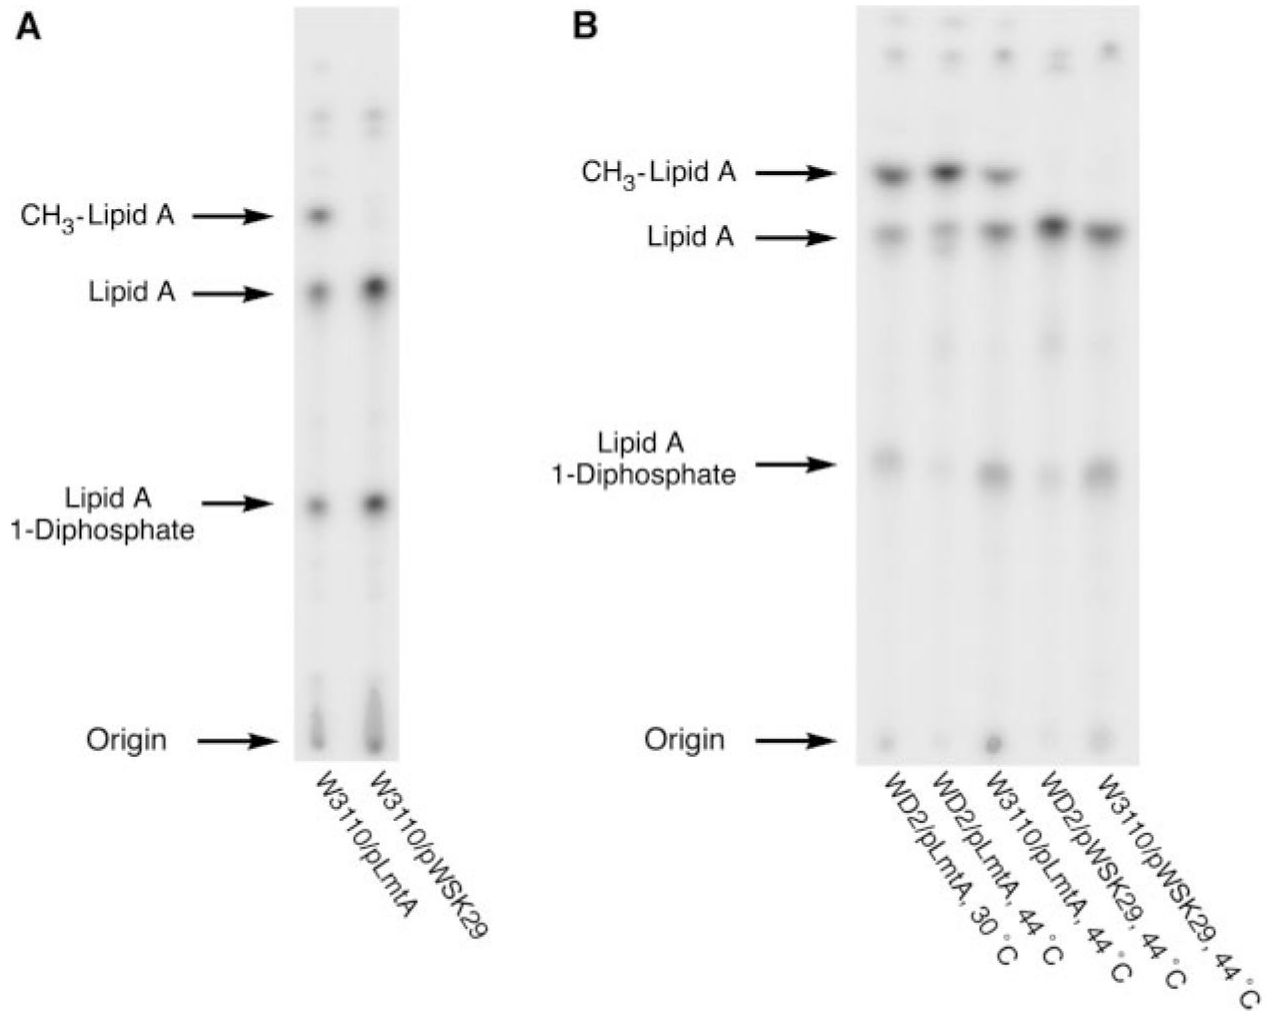 A
CH3-Lipid A
Lipid A
Lipid A
1-Diphosphate
Origin
W3110/pLmtA
W3110/pWSK29
B
CH3-Lipid A
Lipid A
Lipid A
1-Diphosphate
Origin
WD2/pLmtA, 30 °C
WD2/pLmtA, 44 °C
W3110/pLmtA, 44 °C
WD2/pWSK29, 44 °C
W3110/pWSK29, 44 °C